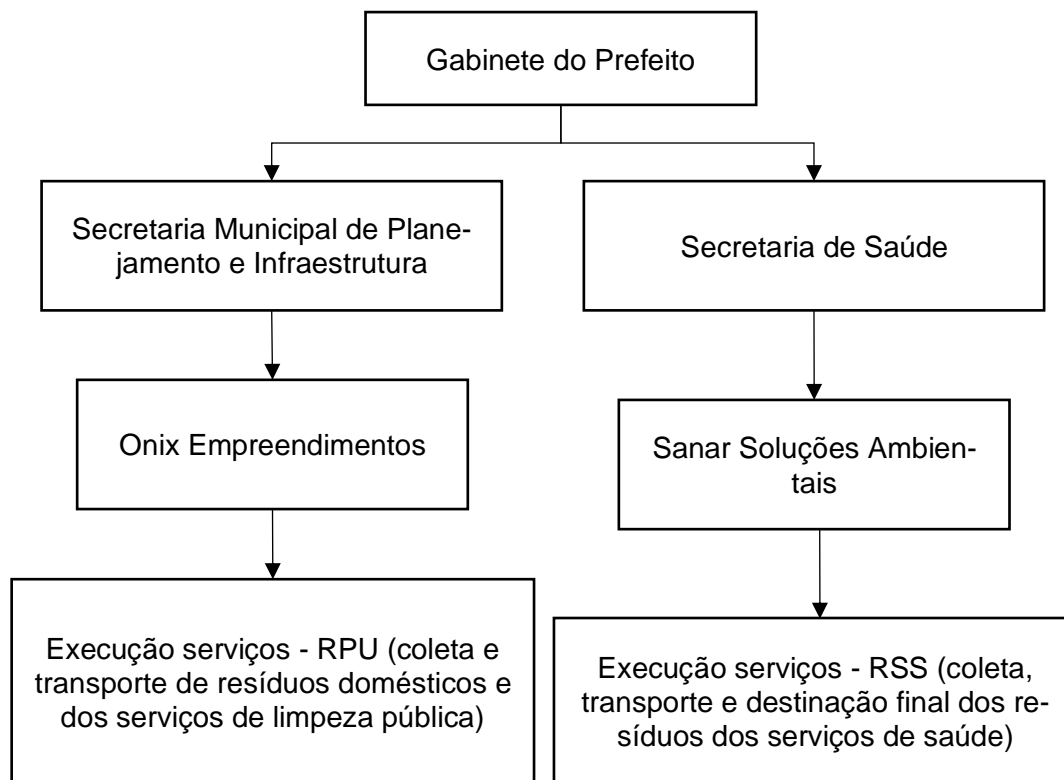 Gabinete do Prefeito
Secretaria Municipal de Plane-
jamento e Infraestrutura
Secretaria de Saúde
Onix Empreendimentos
Sanar Soluções Ambien-
tais
Execução serviços - RPU (coleta e
transporte de resíduos domésticos e
dos serviços de limpeza pública)
Execução serviços - RSS (coleta,
transporte e destinação final dos re-
síduos dos serviços de saúde)